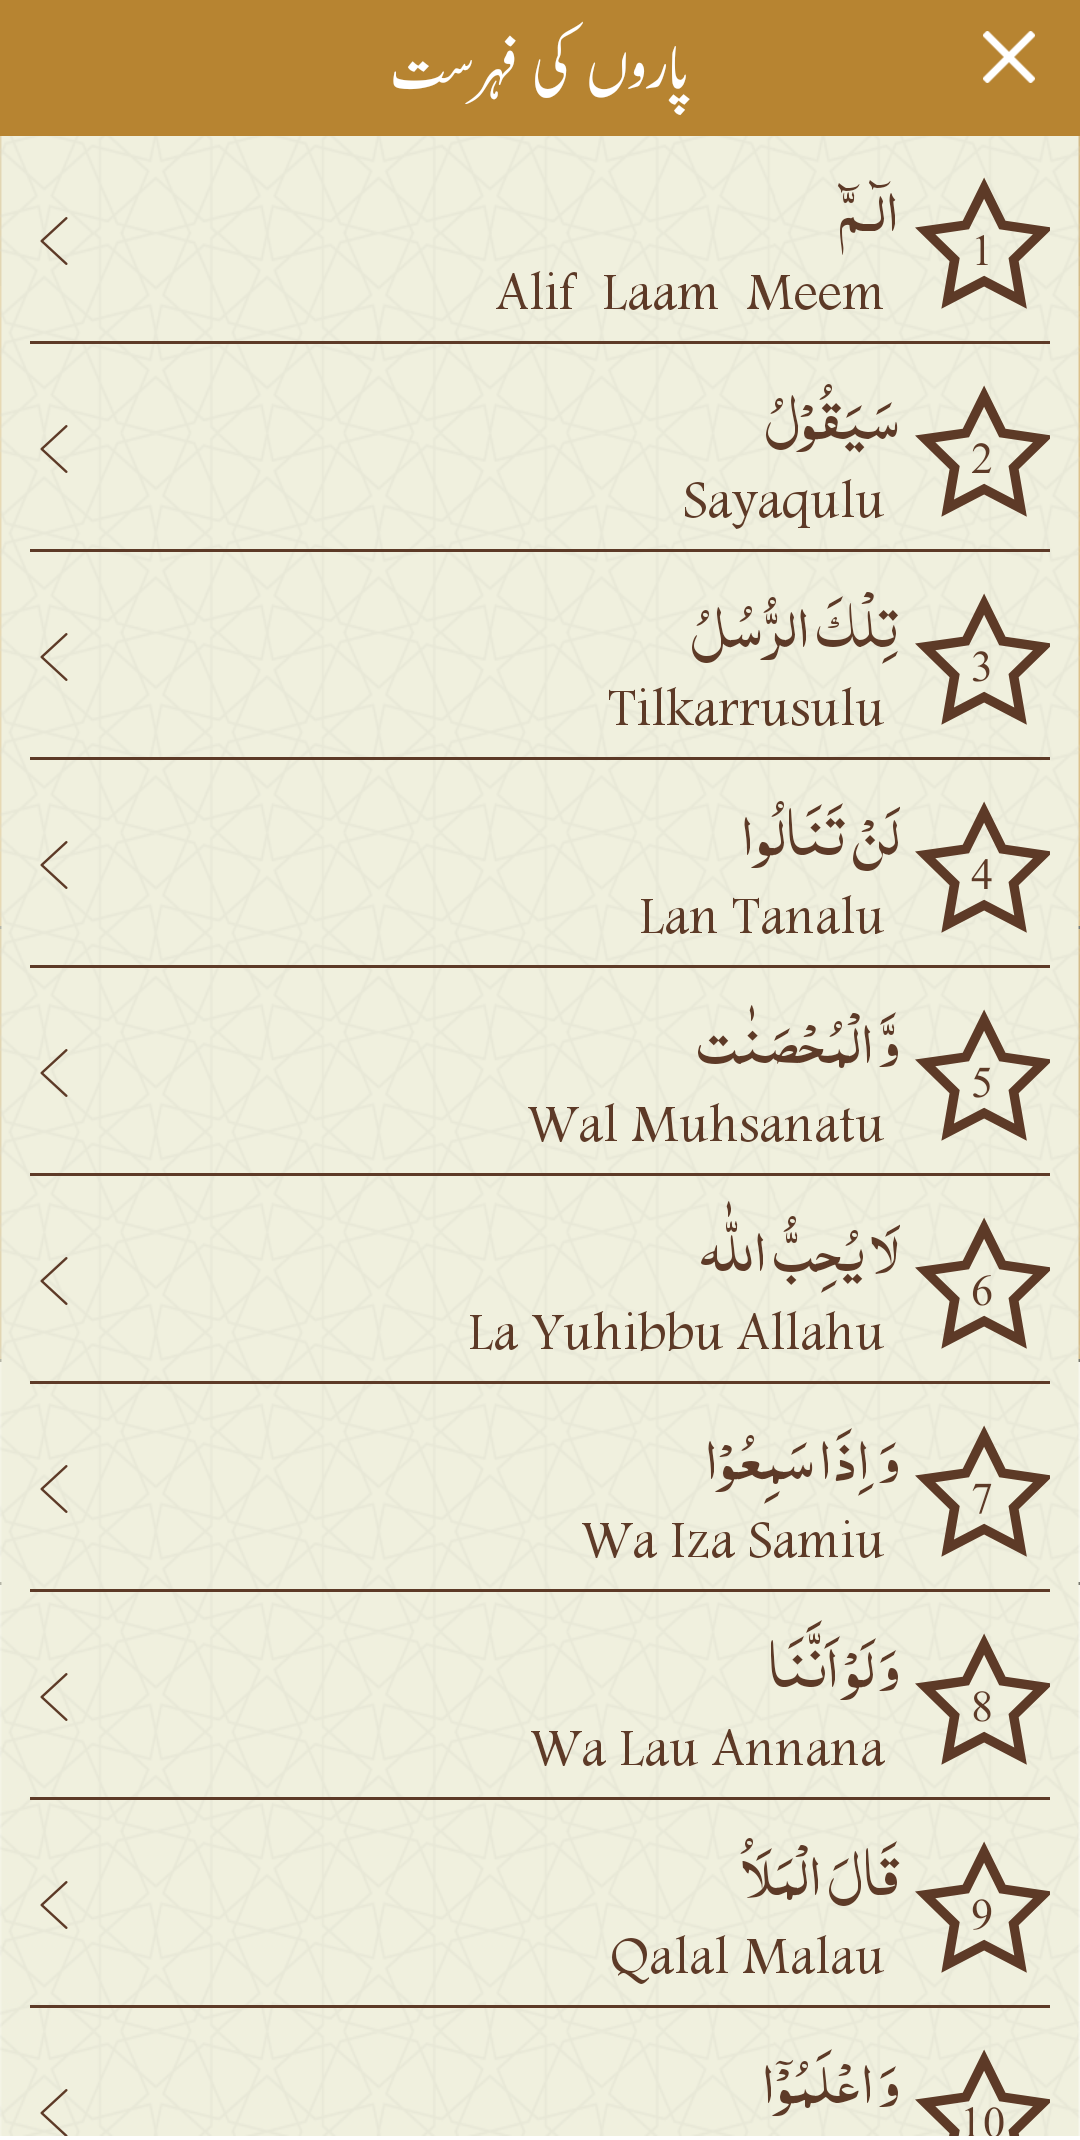 پاروں کی فہرست
الٓـمّٓ
1
Alif Laam Meem
سَيَقُوْلُ
2
Sayaqulu
تِلْكَ الرُّسُلُ
3
Tilkarrusulu
لَنْ تَنَالُوا
4
Lan Tanalu
وَّالْمُحْصَنٰت
5
Wal Muhsanatu
لَا يُحِبُّ اللّٰه
6
La Yuhibbu Allahu
وَ اِذَا سَمِعُوْا
7
Wa Iza Samiu
وَ لَوْ اَنَّنَا
8
Wa Lau Annana
قَالَ الْمَلَاُ
9
Qalal Malau
وَ اعْلَمُوْٓا
10